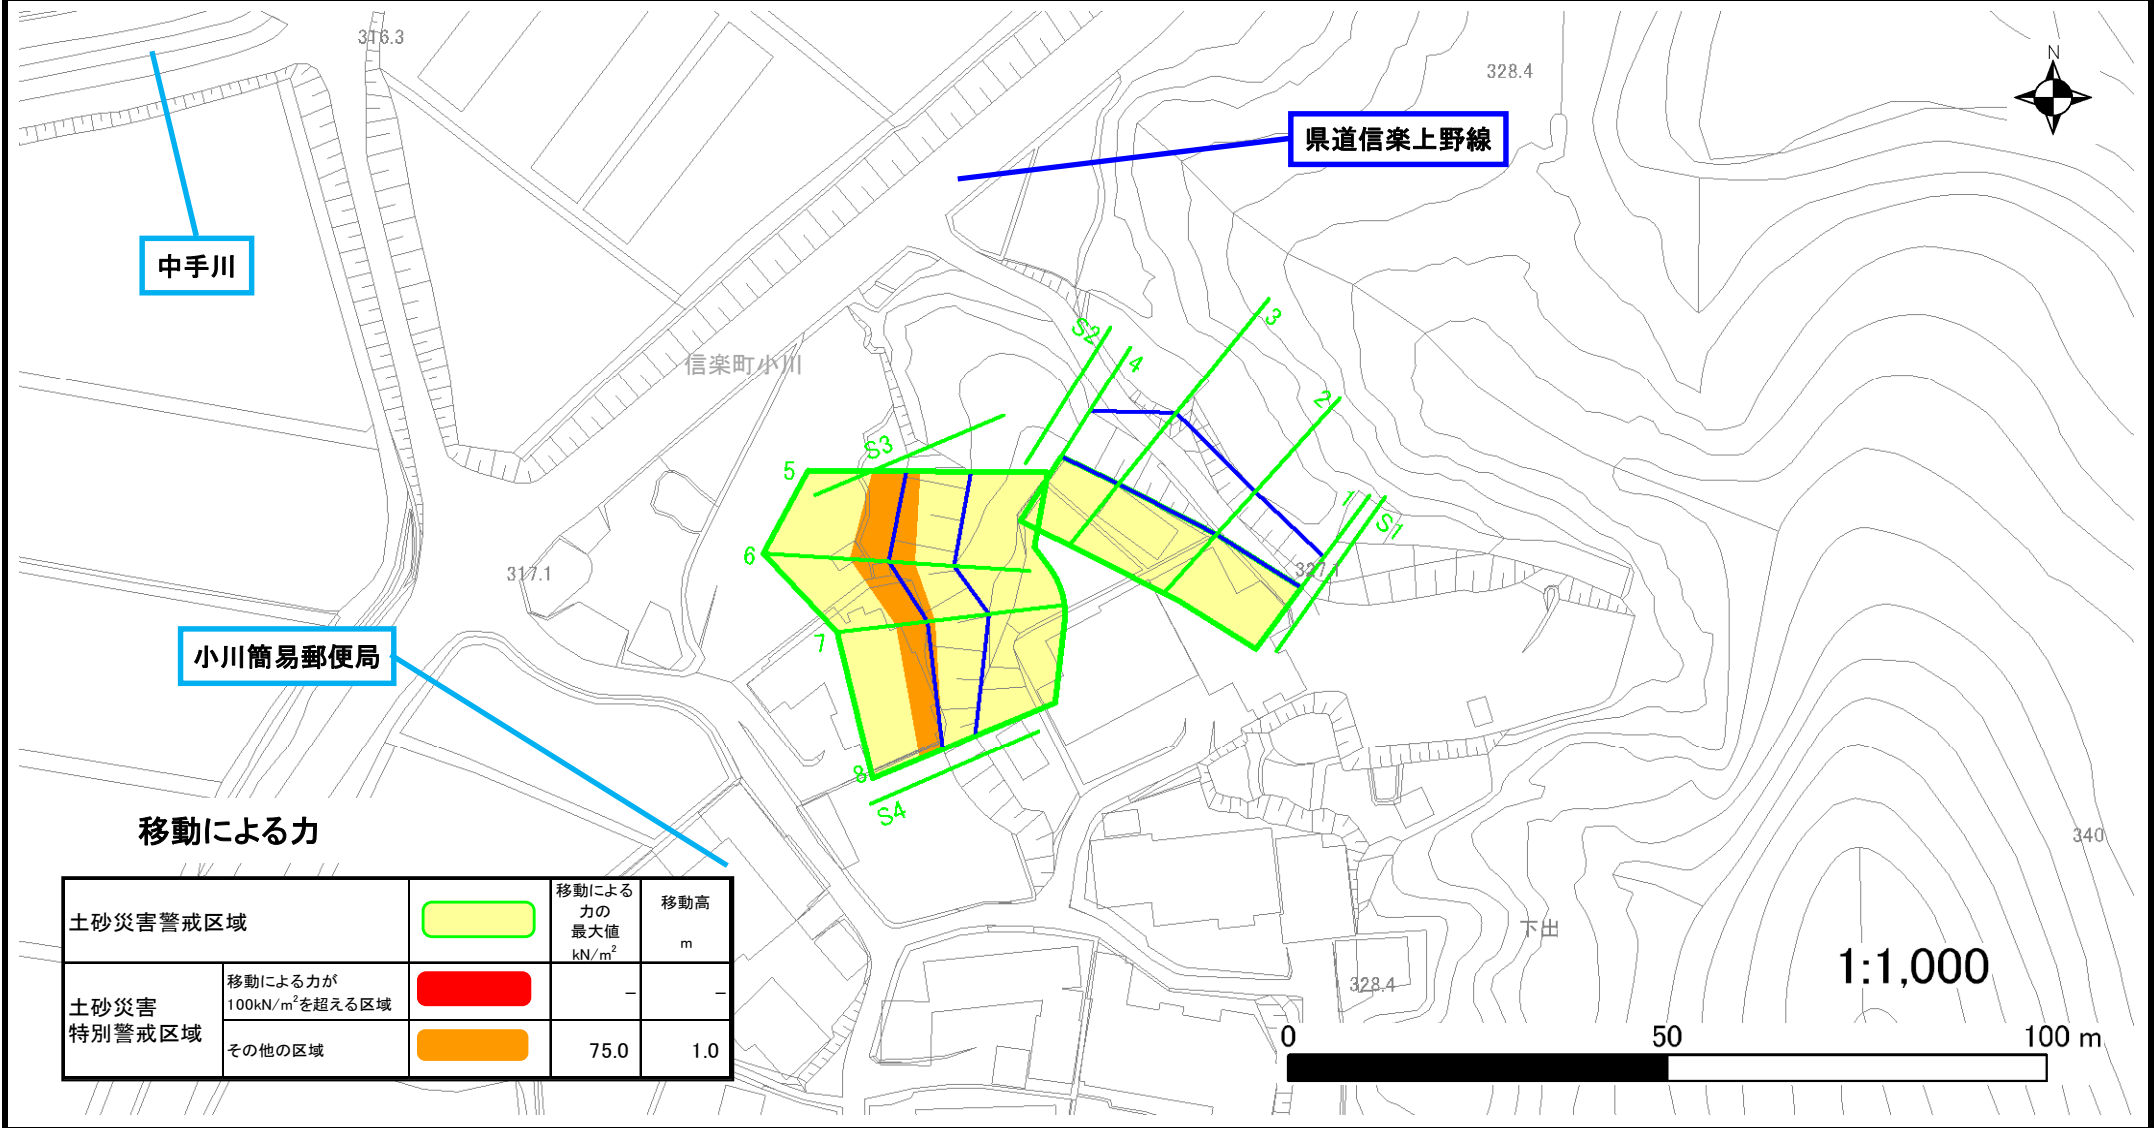 316.3
328.4
N
県道信楽上野線
中手川
信楽町小川
S2
4
3
2
S3
5
1
S1
6
317.1
327.1
7
小川簡易郵便局
8
S4
移動による力
340
土砂災害警戒区域
移動による
力の
最大値
kN/m²
移動高
m
下出
1:1,000
328.4
土砂災害
特別警戒区域
移動による力が
100kN/m²を超える区域
－
－
その他の区域
75.0
1.0
0
50
100 m